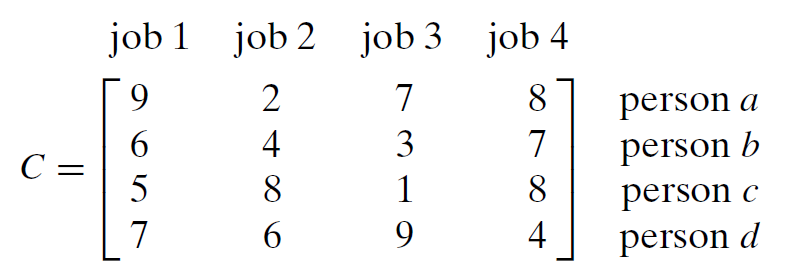 job 1 job 2 job 3 job 4
9 2 7 8 person a
6 4 3 7 person b
C =
5 8 1 8 person c
7 6 9 4 person d